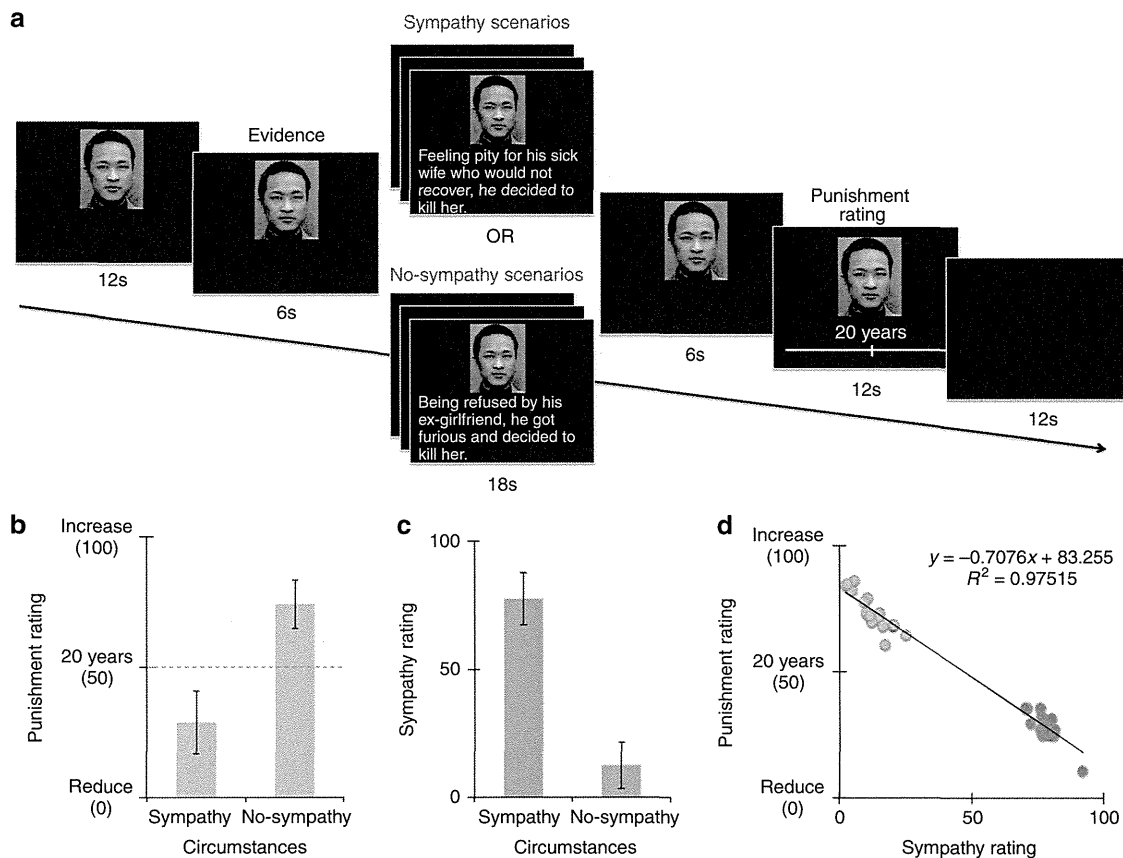 a
Sympathy scenarios
Evidence
Feeling pity for his sick
wife who would not
recover, he decided to
kill her.
OR
No-sympathy scenarios
Being refused by his
ex-girlfriend, he got
furious and decided to
kill her.
12s
6s
18s
6s
Punishment
rating
20 years
12s
12s
b
Increase
(100)
20 years
(50)
Reduce
(0)
Punishment rating
Sympathy No-sympathy
Circumstances
c
100
50
0
Sympathy rating
Sympathy No-sympathy
Circumstances
d
Increase
(100)
20 years
(50)
Reduce
(0)
Punishment rating
y = –0.7076x + 83.255
R² = 0.97515
0 50 100
Sympathy rating